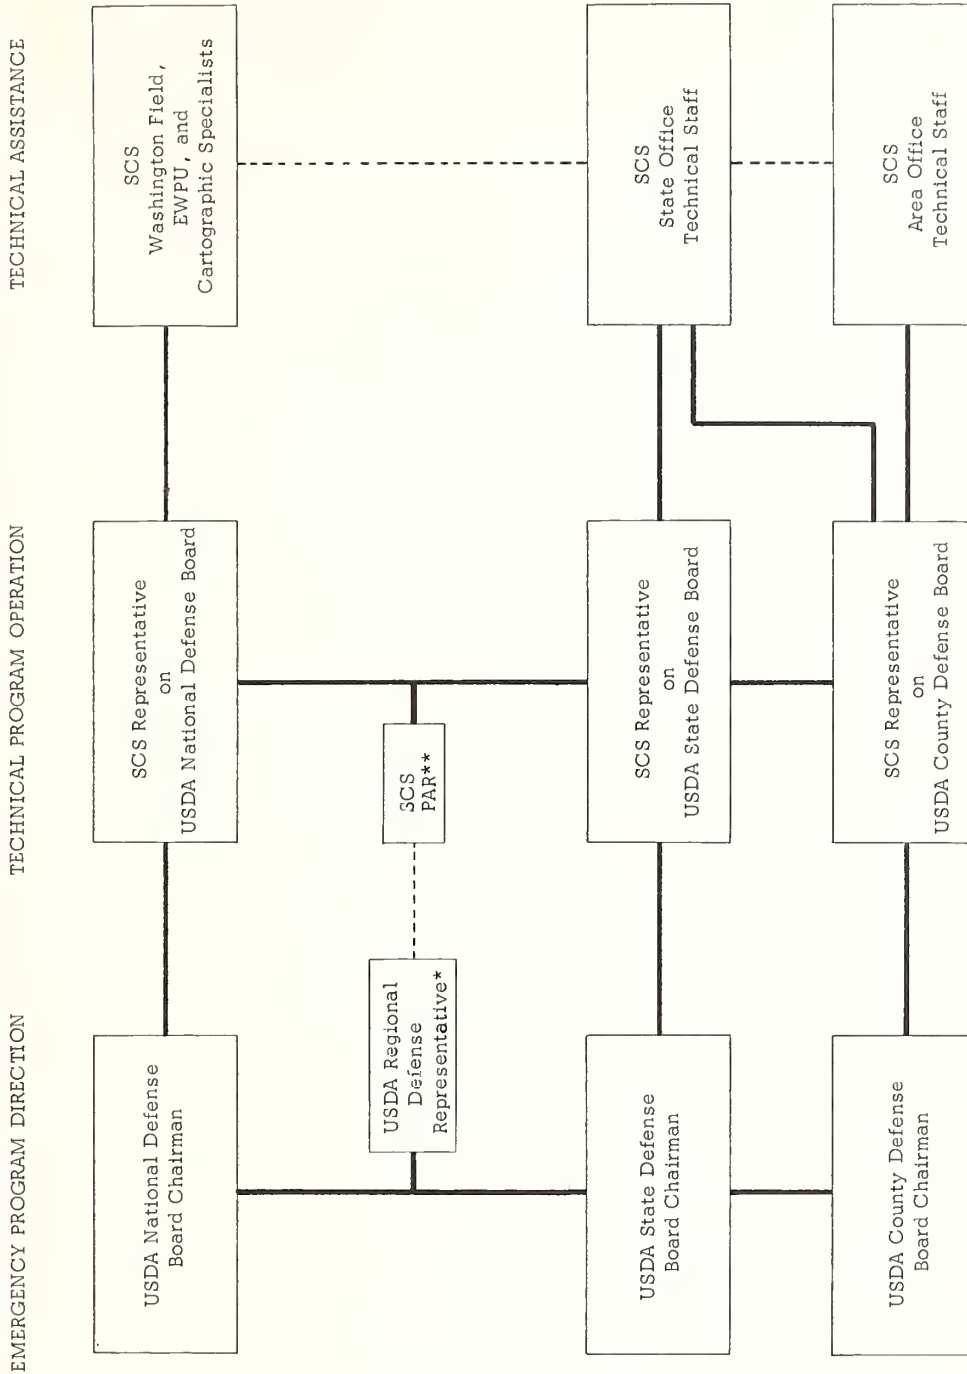 EMERGENCY PROGRAM DIRECTION
TECHNICAL PROGRAM OPERATION
TECHNICAL ASSISTANCE
USDA National Defense
Board Chairman
SCS Representative
on
USDA National Defense Board
SCS
Washington Field,
EWPU, and
Cartographic Specialists
USDA Regional
Defense
Representative*
SCS
PAR**
USDA State Defense
Board Chairman
SCS Representative
on
USDA State Defense Board
SCS
State Office
Technical Staff
USDA County Defense
Board Chairman
SCS Representative
on
USDA County Defense Board
SCS
Area Office
Technical Staff